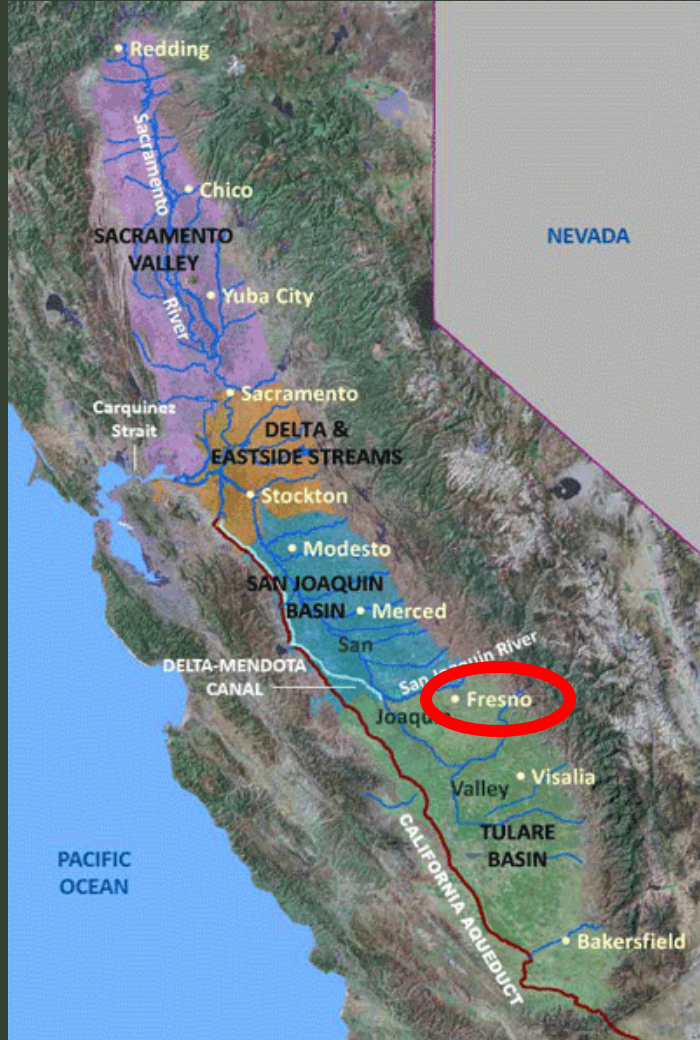 Redding
Sacramento
Chico
SACRAMENTO
VALLEY
NEVADA
Yuba City
River
Sacramento
Carquinez
Strait
DELTA &
EASTSIDE STREAMS
Stockton
Modesto
SAN JOAQUIN
BASIN
Merced
San
San Joaquin River
DELTA-MENDOTA
CANAL
Fresno
Joaquin
Visalia
Valley
TULARE
BASIN
CALIFORNIA AQUEDUCT
PACIFIC
OCEAN
Bakersfield